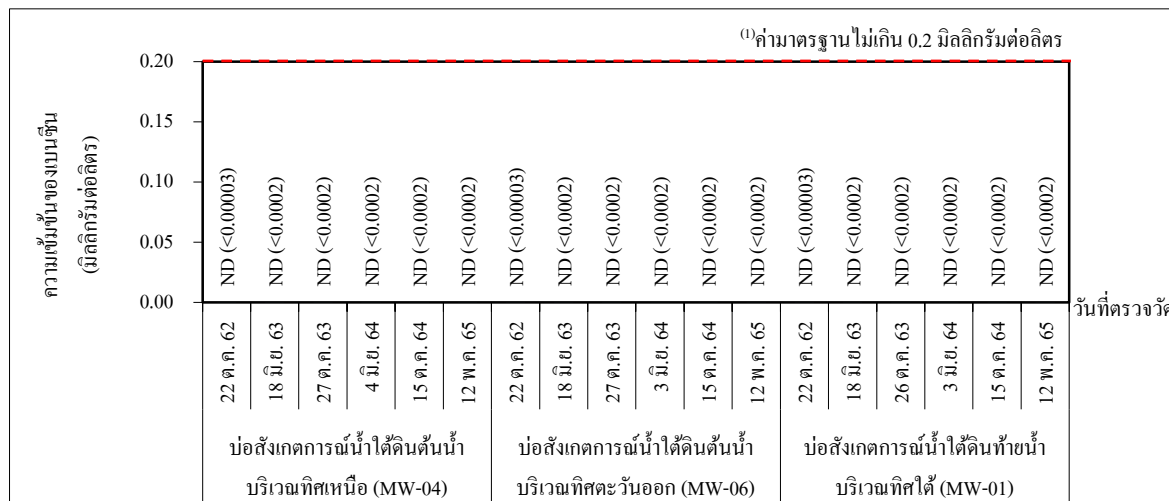 ⁽¹⁾ค่ามาตรฐานไม่เกิน 0.2 มิลลิกรัมต่อลิตร
ความเข้มข้นของเบนซีน
(มิลลิกรัมต่อลิตร)
0.20
0.15
0.10
0.05
0.00
ND (<0.00003)
ND (<0.0002)
ND (<0.0002)
ND (<0.0002)
ND (<0.0002)
ND (<0.0002)
ND (<0.00003)
ND (<0.0002)
ND (<0.0002)
ND (<0.0002)
ND (<0.0002)
ND (<0.0002)
ND (<0.00003)
ND (<0.0002)
ND (<0.0002)
ND (<0.0002)
ND (<0.0002)
ND (<0.0002)
วันที่ตรวจวัด
22 ต.ค. 62
18 มิ.ย. 63
27 ต.ค. 63
4 มิ.ย. 64
15 ต.ค. 64
12 พ.ค. 65
22 ต.ค. 62
18 มิ.ย. 63
27 ต.ค. 63
3 มิ.ย. 64
15 ต.ค. 64
12 พ.ค. 65
22 ต.ค. 62
18 มิ.ย. 63
26 ต.ค. 63
3 มิ.ย. 64
15 ต.ค. 64
12 พ.ค. 65
บ่อสังเกตการณ์น้ำใต้ดินต้นน้ำ
บริเวณทิศเหนือ (MW-04)
บ่อสังเกตการณ์น้ำใต้ดินต้นน้ำ
บริเวณทิศตะวันออก (MW-06)
บ่อสังเกตการณ์น้ำใต้ดินท้ายน้ำ
บริเวณทิศใต้ (MW-01)